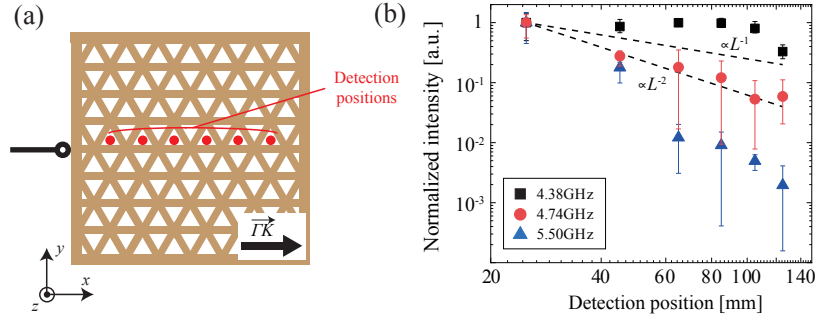 (a)
Detection
positions
ΓK
y
x
z
(b)
Normalized intensity [a.u.]
1
10⁻¹
10⁻²
10⁻³
∝L⁻¹
∝L⁻²
4.38GHz
4.74GHz
5.50GHz
20 40 60 80 100 140
Detection position [mm]